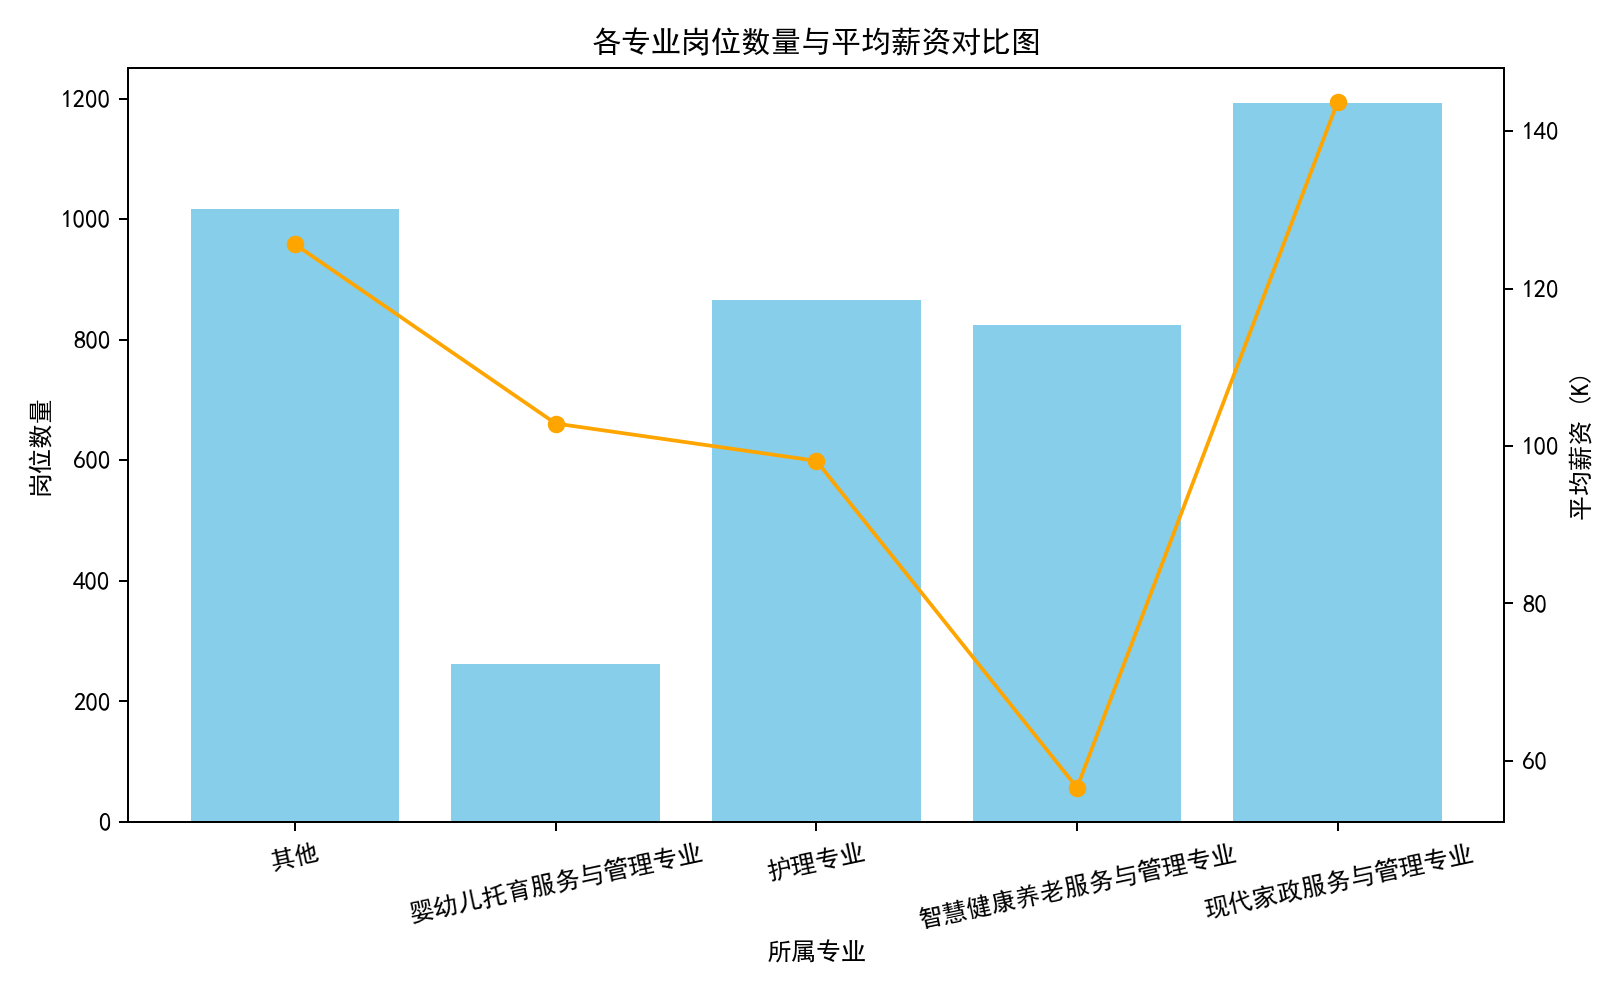 各专业岗位数量与平均薪资对比图
1200
1000
800
600
400
200
0
岗位数量
140
120
100
80
60
平均薪资 (K)
其他
婴幼儿托育服务与管理专业
护理专业
智慧健康养老服务与管理专业
现代家政服务与管理专业
所属专业